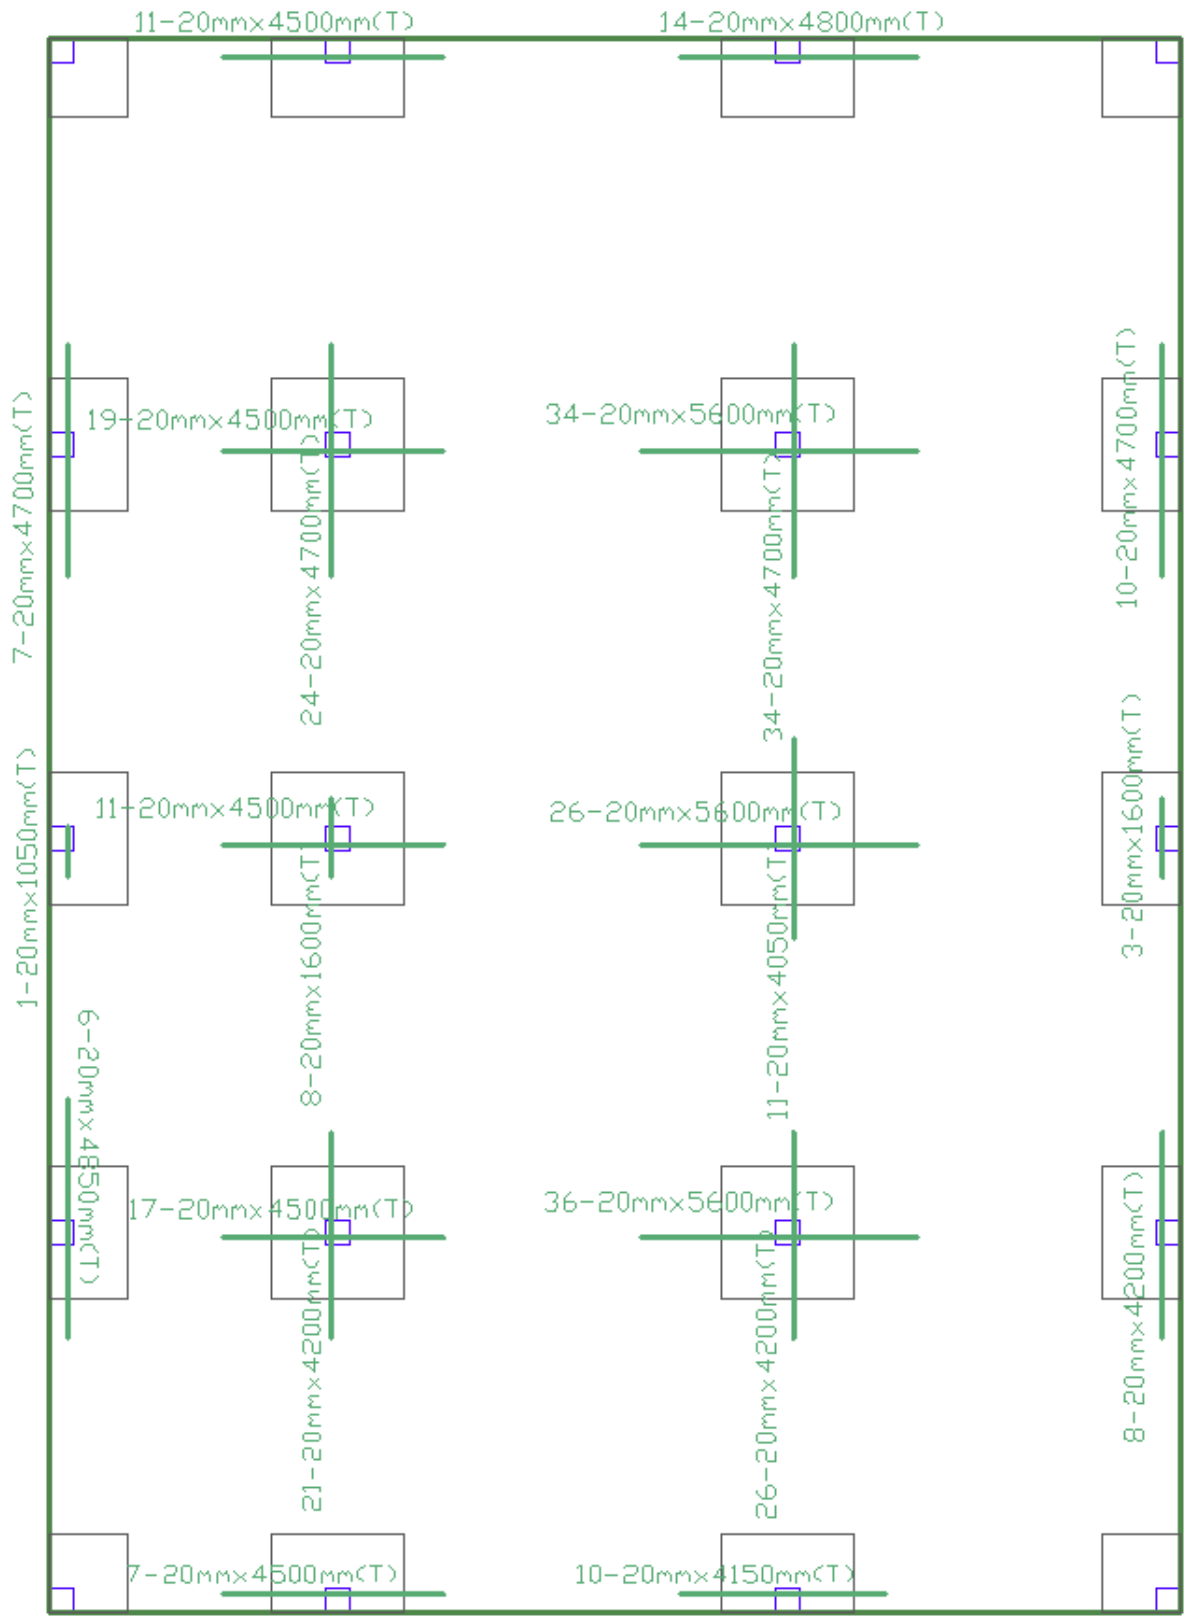 11-20mmx4500mm(T)
14-20mmx4800mm(T)
7-20mmx4700mm(T)
19-20mmx4500mm(T)
24-20mmx4700mm(T)
34-20mmx5600mm(T)
34-20mmx4700mm(T)
10-20mmx4700mm(T)
1-20mmx1050mm(T)
11-20mmx4500mm(T)
8-20mmx1600mm(T)
26-20mmx5600mm(T)
11-20mmx4050mm(T)
3-20mmx1600mm(T)
6-20mmx4850mm(T)
17-20mmx4500mm(T)
21-20mmx4200mm(T)
36-20mmx5600mm(T)
26-20mmx4200mm(T)
8-20mmx4200mm(T)
7-20mmx4500mm(T)
10-20mmx4150mm(T)